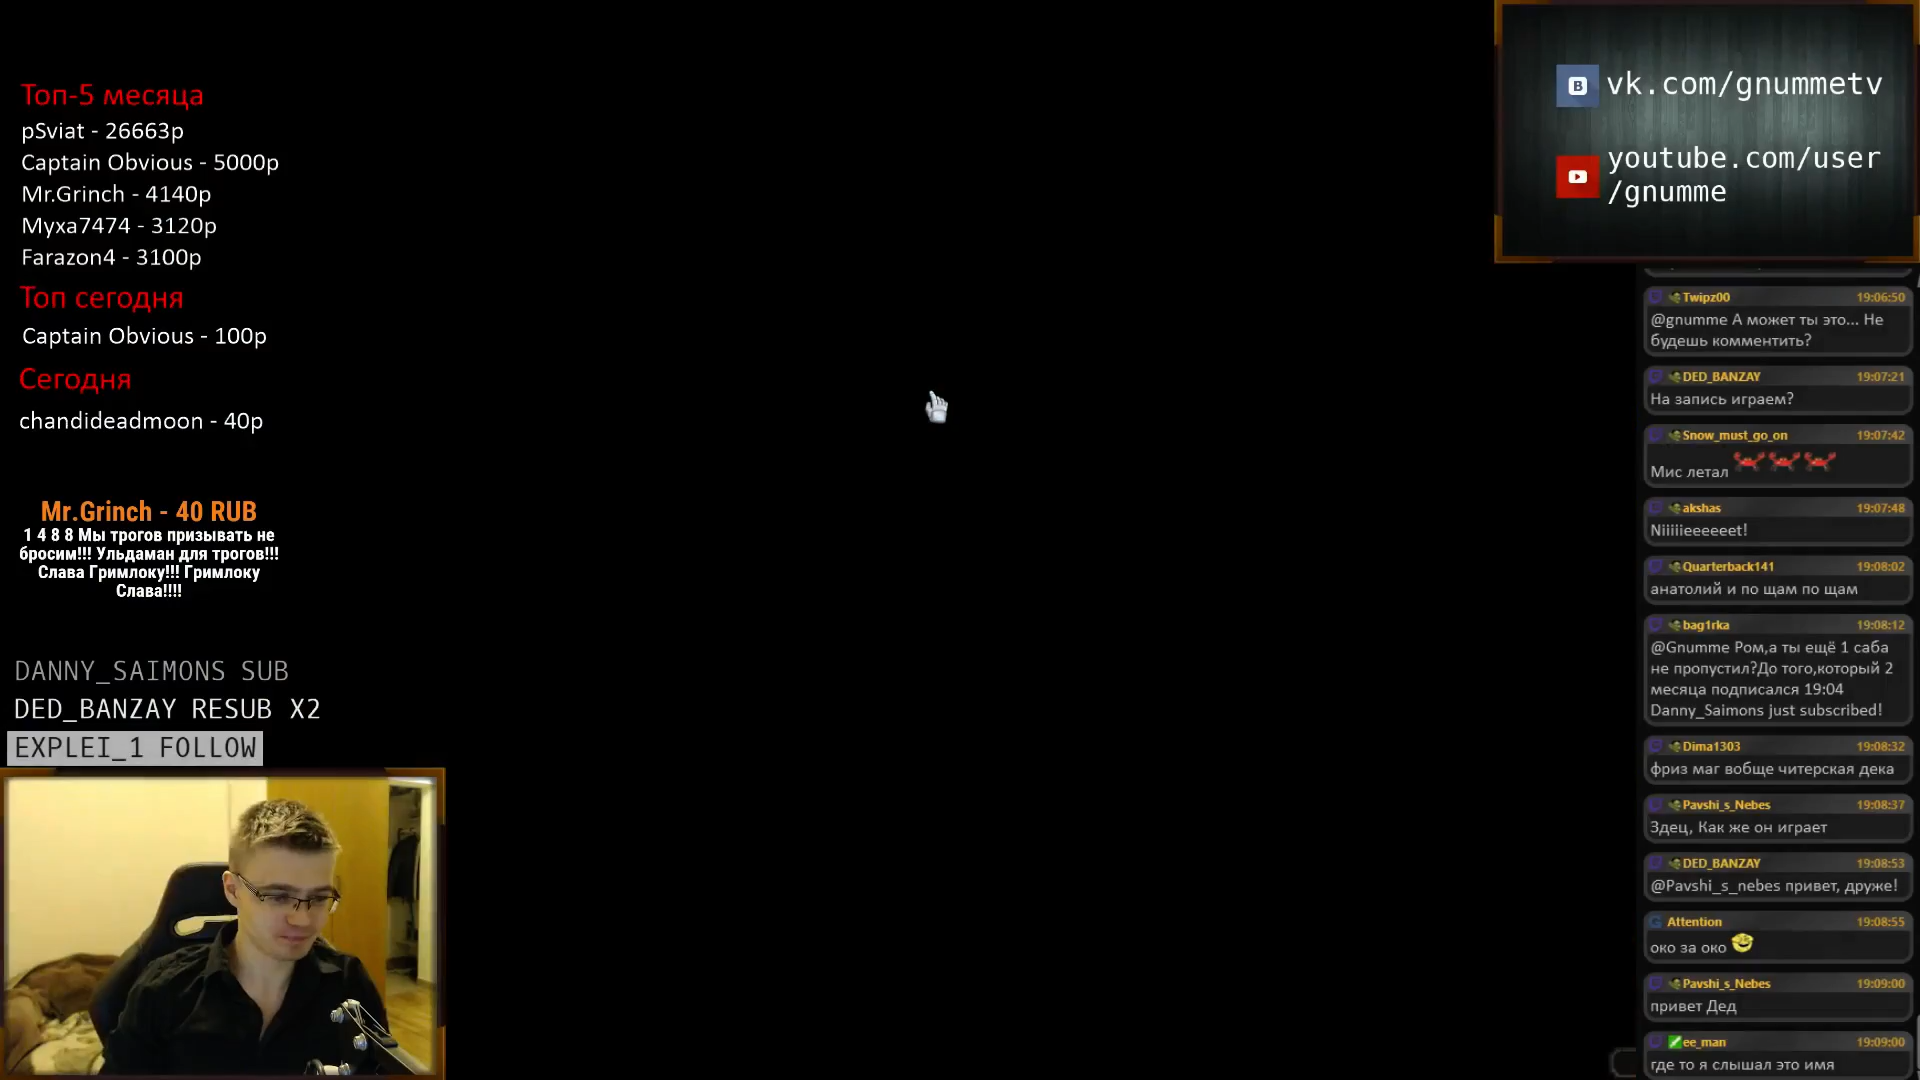 Топ-5 месяца
pSviat - 26663р
Captain Obvious - 5000р
Mr.Grinch - 4140р
Myxa7474 - 3120р
Farazon4 - 3100р
Топ сегодня
Captain Obvious - 100р
Сегодня
chandideadmoon - 40р
Mr.Grinch - 40 RUB
1 4 8 8 Мы трогов призывать не
бросим!!! Ульдаман для трогов!!!
Слава Гримлоку!!! Гримлоку
Слава!!!!
DANNY_SAIMONS SUB
DED_BANZAY RESUB X2
EXPLEI_1 FOLLOW
vk.com/gnummetv
youtube.com/user
/gnumme
Twipz00 19:06:50
@gnumme А может ты это... Не
будешь комментить?
DED_BANZAY 19:07:21
На запись играем?
Snow_must_go_on 19:07:42
Мис летал
akshas 19:07:48
Niiiiieeeeeet!
Quarterback141 19:08:02
анатолий и по щам по щам
bag1rka 19:08:12
@Gnumme Ром,а ты ещё 1 саба
не пропустил?До того,который 2
месяца подписался 19:04
Danny_Saimons just subscribed!
Dima1303 19:08:32
фриз маг вобще читерская дека
Pavshi_s_Nebes 19:08:37
Здец, Как же он играет
DED_BANZAY 19:08:53
@Pavshi_s_nebes привет, друже!
Attention 19:08:55
око за око
Pavshi_s_Nebes 19:09:00
привет Дед
ee_man 19:09:00
где то я слышал это имя